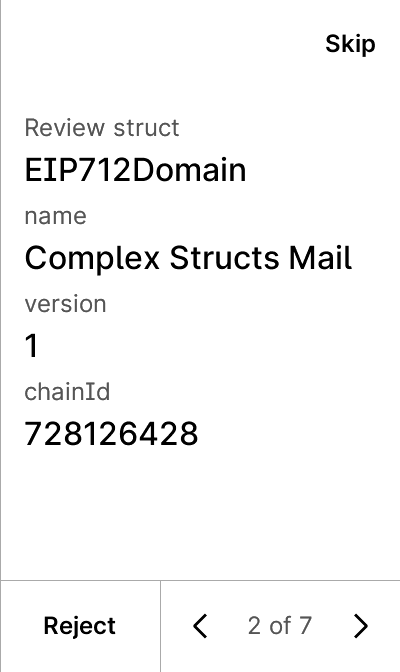 Skip
Review struct
EIP712Domain
name
Complex Structs Mail
version
1
chainId
728126428
Reject
2 of 7